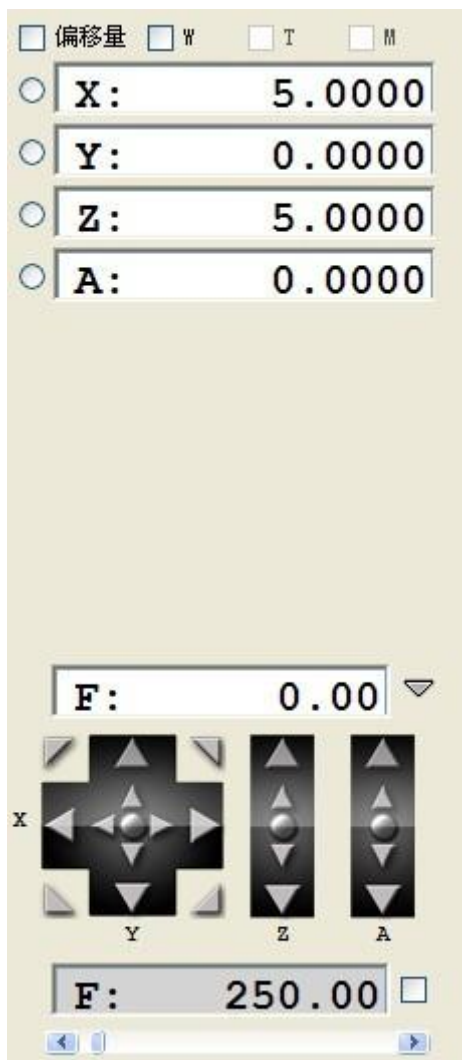 偏移量 W T M
X: 5.0000
Y: 0.0000
Z: 5.0000
A: 0.0000
F: 0.00
X
Y Z A
F: 250.00